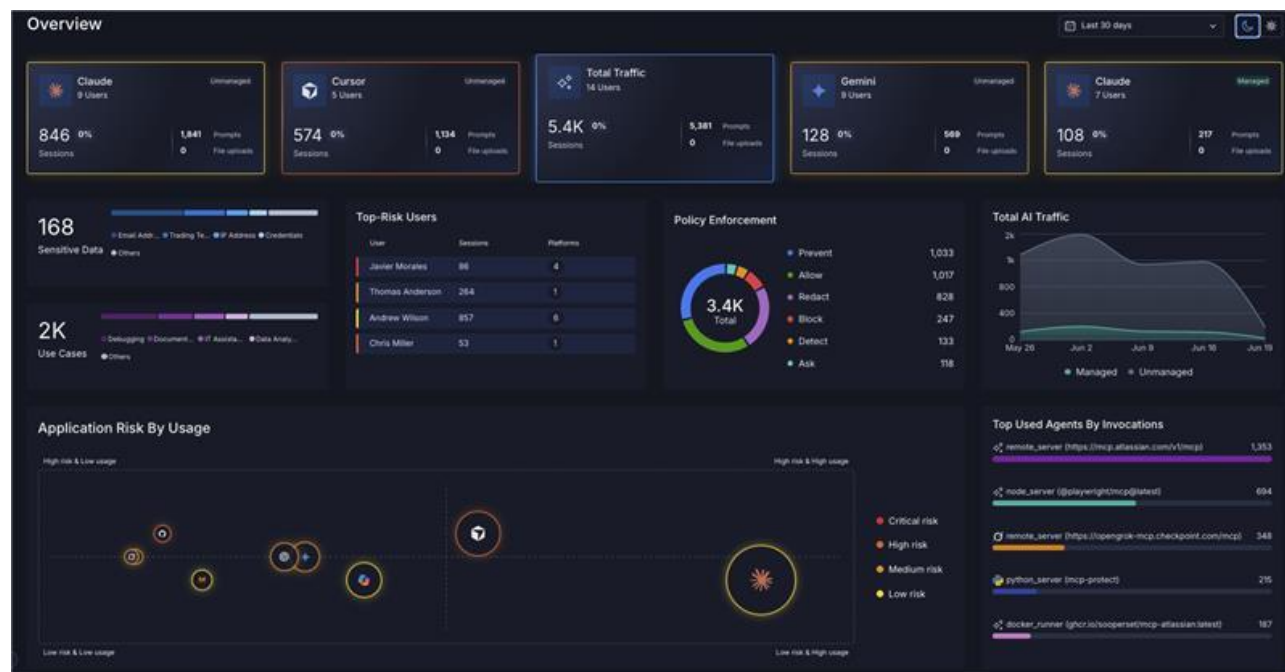 Overview
Last 30 days
Claude
9 Users
Unmanaged
846 0%
Sessions
1,841 Prompts
0 File uploads
Cursor
5 Users
Unmanaged
574 0%
Sessions
1,134 Prompts
0 File uploads
Total Traffic
14 Users
5.4K 0%
Sessions
5,381 Prompts
0 File uploads
Gemini
9 Users
Unmanaged
128 0%
Sessions
569 Prompts
0 File uploads
Claude
7 Users
Managed
108 0%
Sessions
217 Prompts
0 File uploads
168
Sensitive Data
Email Addr... Trading Te... IP Address Credentials
Others
2K
Use Cases
Debugging Document... IT Assista... Data Analy...
Others
Top-Risk Users
User Sessions Platforms
Javier Morales 86 4
Thomas Anderson 264 1
Andrew Wilson 857 6
Chris Miller 53 1
Policy Enforcement
3.4K
Total
Prevent 1,033
Allow 1,017
Redact 828
Block 247
Detect 133
Ask 118
Total AI Traffic
2k
1k
800
400
0
May 26 Jun 2 Jun 9 Jun 16 Jun 19
Managed Unmanaged
Application Risk By Usage
High risk & Low usage High risk & High usage
Low risk & Low usage Low risk & High usage
Critical risk
High risk
Medium risk
Low risk
Top Used Agents By Invocations
remote_server (https://mcp.atlassian.com/v1/mcp) 1,353
node_server (@playwright/mcp@latest) 694
remote_server (https://opengrok-mcp.checkpoint.com/mcp) 348
python_server (mcp-protect) 215
docker_runner (ghcr.io/sooperset/mcp-atlassian:latest) 187